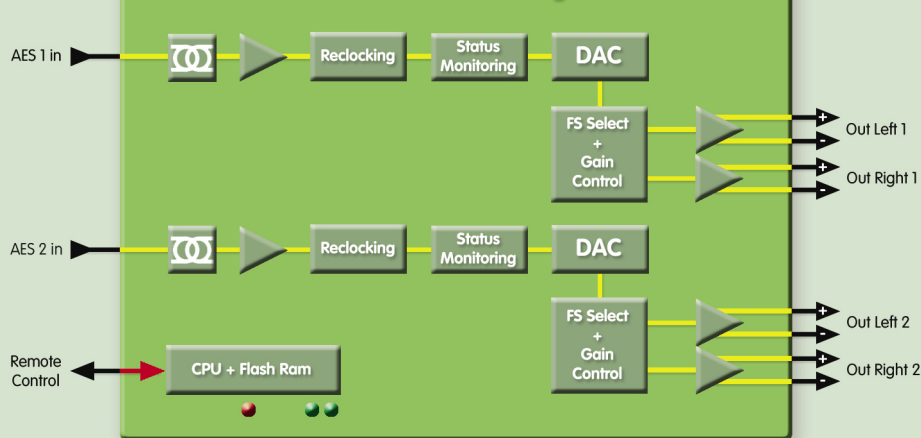 AES 1 in
Reclocking
Status
Monitoring
DAC
FS Select
+
Gain
Control
+
-
Out Left 1
+
-
Out Right 1
AES 2 in
Reclocking
Status
Monitoring
DAC
FS Select
+
Gain
Control
+
-
Out Left 2
+
-
Out Right 2
Remote
Control
CPU + Flash Ram